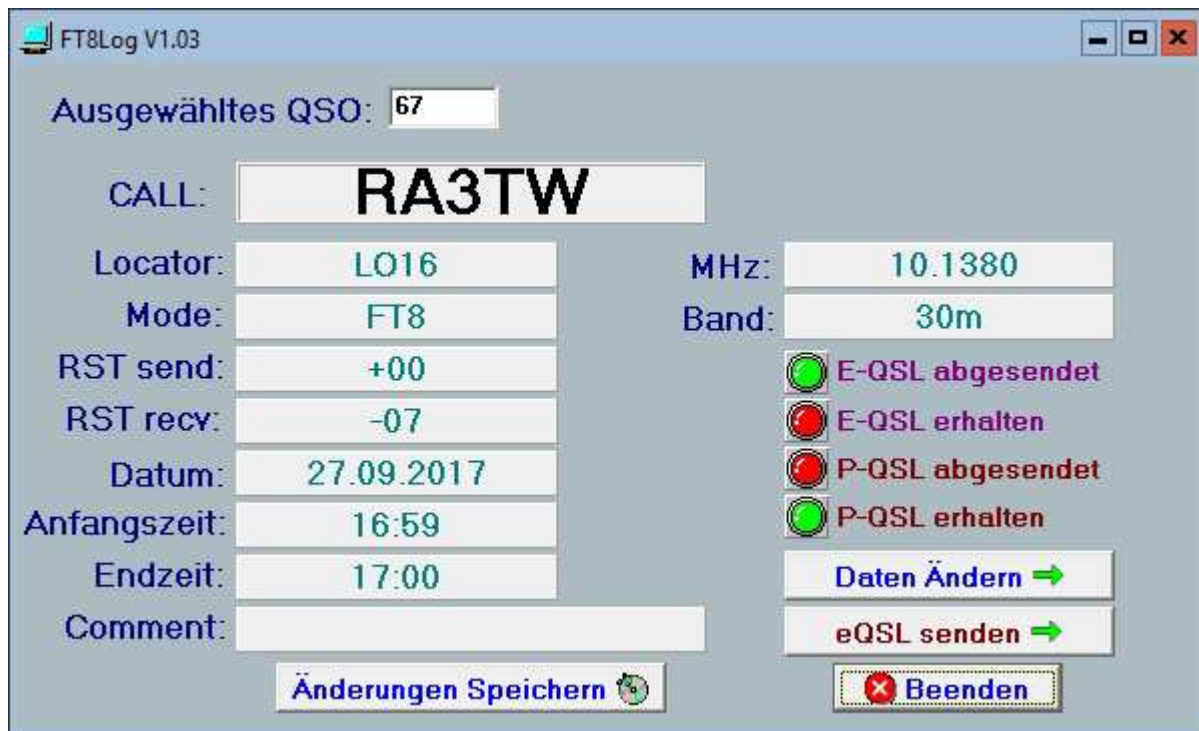 FT8Log V1.03
Ausgewähltes QSO: 67
CALL: RA3TW
Locator: LO16
MHz: 10.1380
Mode: FT8
Band: 30m
RST send: +00
E-QSL abgesendet
RST recv: -07
E-QSL erhalten
Datum: 27.09.2017
P-QSL abgesendet
Anfangszeit: 16:59
P-QSL erhalten
Endzeit: 17:00
Daten Ändern
Comment:
eQSL senden
Änderungen Speichern
Beenden